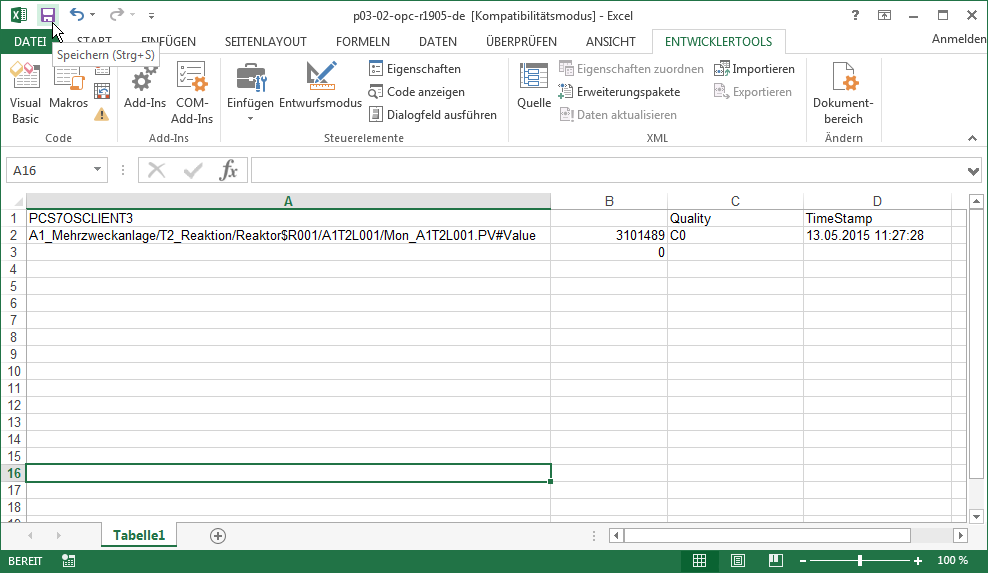 p03-02-opc-r1905-de [Kompatibilitätsmodus] - Excel
?
DATEI START EINFÜGEN SEITENLAYOUT FORMELN DATEN ÜBERPRÜFEN ANSICHT ENTWICKLERTOOLS Anmelden
Speichern (Strg+S)
Visual Basic
Makros
Code
Add-Ins
COM-Add-Ins
Add-Ins
Einfügen
Entwurfsmodus
Eigenschaften
Code anzeigen
Dialogfeld ausführen
Steuerelemente
Quelle
Eigenschaften zuordnen
Erweiterungspakete
Daten aktualisieren
Importieren
Exportieren
XML
Dokument-
bereich
Ändern
A16
fx
A B C D
1 PCS7OSCLIENT3 Quality TimeStamp
2 A1_Mehrzweckanlage/T2_Reaktion/Reaktor$R001/A1T2L001/Mon_A1T2L001.PV#Value 3101489 C0 13.05.2015 11:27:28
3 0
4
5
6
7
8
9
10
11
12
13
14
15
16
17
18
Tabelle1
BEREIT
100 %